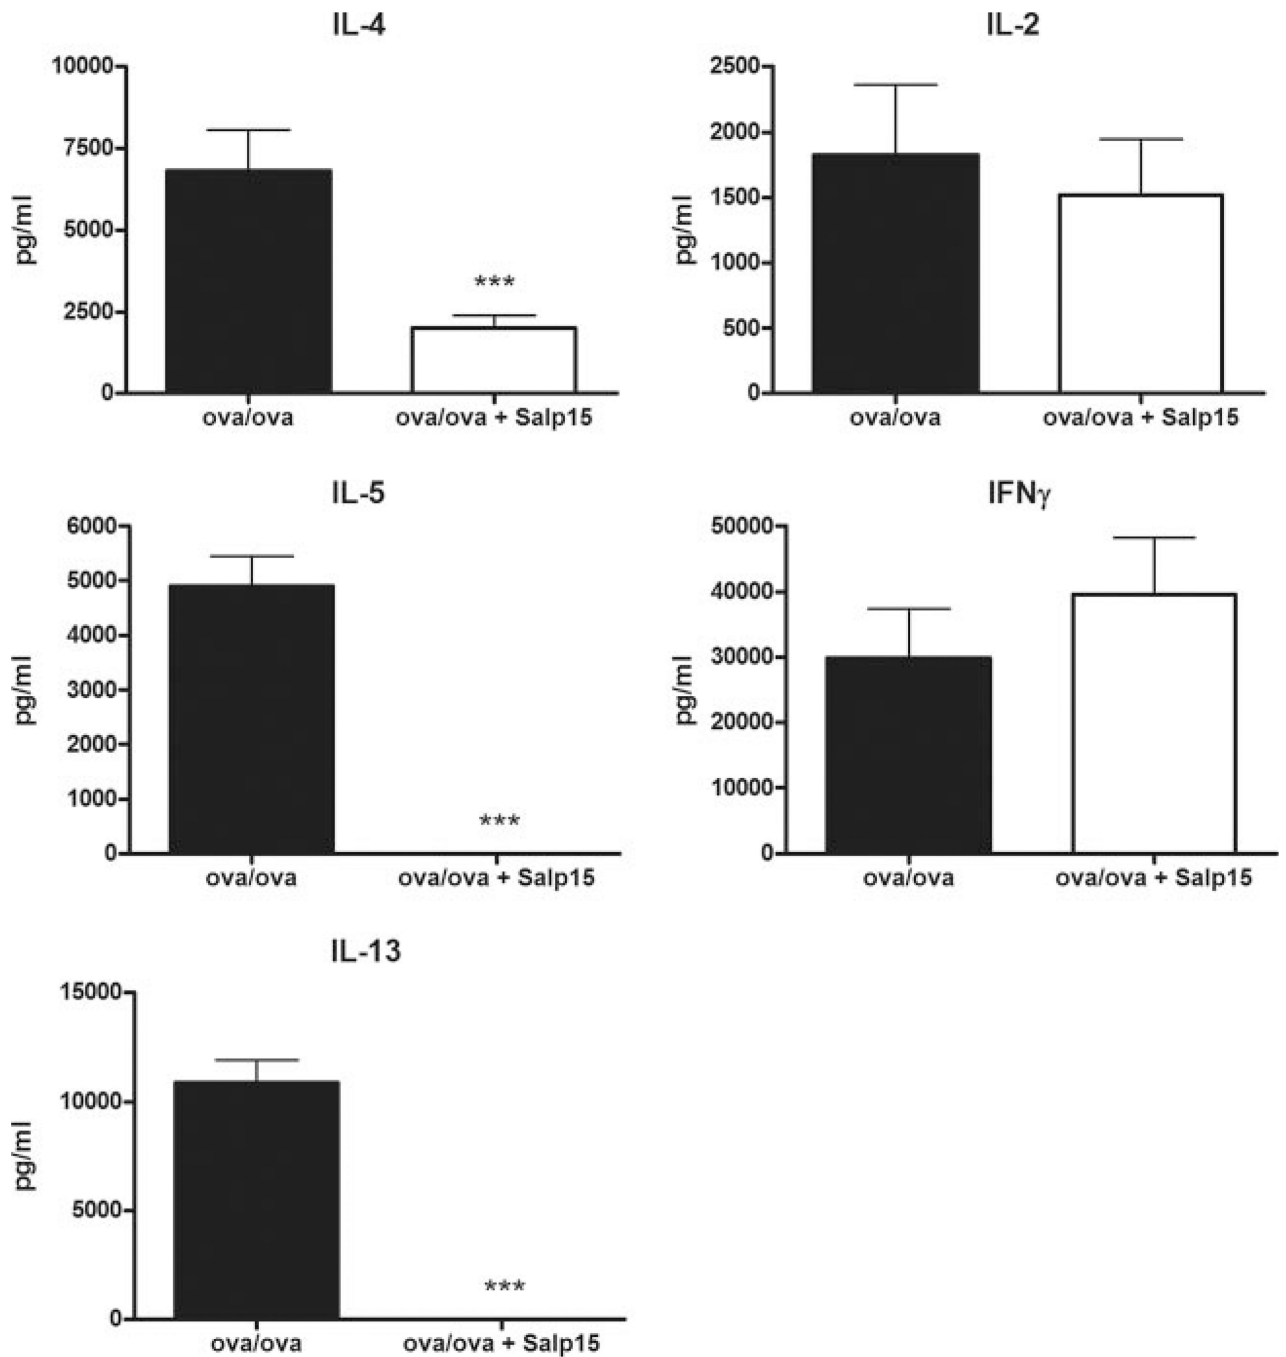 IL-4
10000
7500
5000
2500
0
pg/ml
***
ova/ova
ova/ova + Salp15
IL-2
2500
2000
1500
1000
500
0
pg/ml
ova/ova
ova/ova + Salp15
IL-5
6000
5000
4000
3000
2000
1000
0
pg/ml
***
ova/ova
ova/ova + Salp15
IFNγ
50000
40000
30000
20000
10000
0
pg/ml
ova/ova
ova/ova + Salp15
IL-13
15000
10000
5000
0
pg/ml
***
ova/ova
ova/ova + Salp15